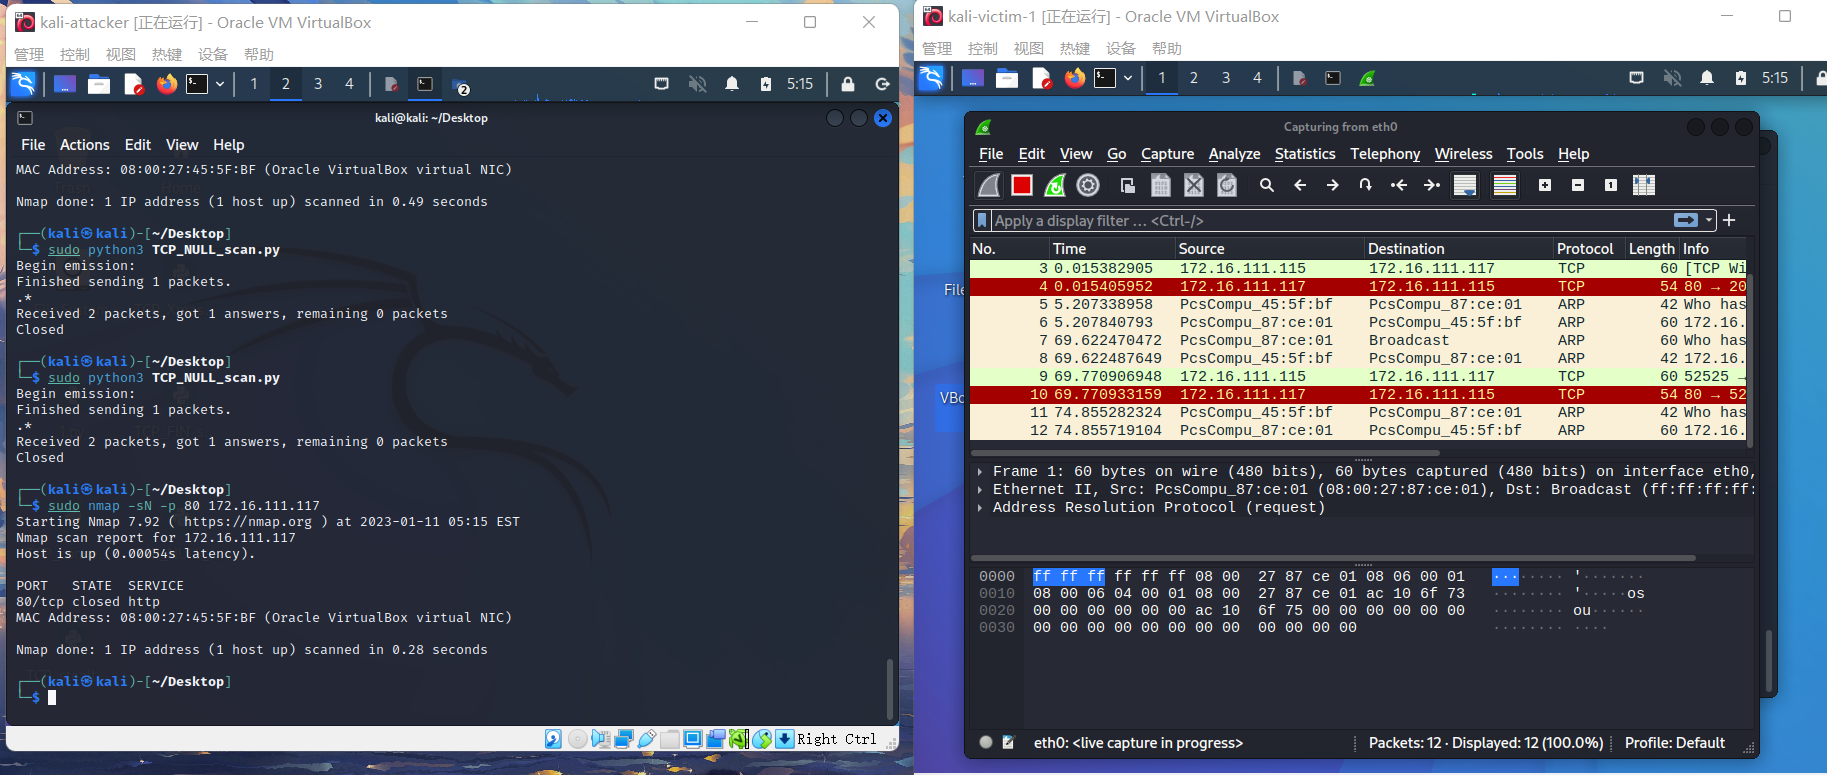 kali-attacker [正在运行] - Oracle VM VirtualBox
管理 控制 视图 热键 设备 帮助
1 2 3 4 2 5:15
kali@kali: ~/Desktop
File Actions Edit View Help
MAC Address: 08:00:27:45:5F:BF (Oracle VirtualBox virtual NIC)
Nmap done: 1 IP address (1 host up) scanned in 0.49 seconds
┌──(kali㉿kali)-[~/Desktop]
└─$ sudo python3 TCP_NULL_scan.py
Begin emission:
Finished sending 1 packets.
.*
Received 2 packets, got 1 answers, remaining 0 packets
Closed
┌──(kali㉿kali)-[~/Desktop]
└─$ sudo python3 TCP_NULL_scan.py
Begin emission:
Finished sending 1 packets.
.*
Received 2 packets, got 1 answers, remaining 0 packets
Closed
┌──(kali㉿kali)-[~/Desktop]
└─$ sudo nmap -sN -p 80 172.16.111.117
Starting Nmap 7.92 ( https://nmap.org ) at 2023-01-11 05:15 EST
Nmap scan report for 172.16.111.117
Host is up (0.00054s latency).
PORT STATE SERVICE
80/tcp closed http
MAC Address: 08:00:27:45:5F:BF (Oracle VirtualBox virtual NIC)
Nmap done: 1 IP address (1 host up) scanned in 0.28 seconds
┌──(kali㉿kali)-[~/Desktop]
└─$
Right Ctrl
kali-victim-1 [正在运行] - Oracle VM VirtualBox
管理 控制 视图 热键 设备 帮助
1 2 3 4 5:15
File
VBo
Capturing from eth0
File Edit View Go Capture Analyze Statistics Telephony Wireless Tools Help
Apply a display filter … <Ctrl-/>
No. Time Source Destination Protocol Length Info
3 0.015382905 172.16.111.115 172.16.111.117 TCP 60 [TCP Wi
4 0.015405952 172.16.111.117 172.16.111.115 TCP 54 80 → 20
5 5.207338958 PcsCompu_45:5f:bf PcsCompu_87:ce:01 ARP 42 Who has
6 5.207840793 PcsCompu_87:ce:01 PcsCompu_45:5f:bf ARP 60 172.16.
7 69.622470472 PcsCompu_87:ce:01 Broadcast ARP 60 Who has
8 69.622487649 PcsCompu_45:5f:bf PcsCompu_87:ce:01 ARP 42 172.16.
9 69.770906948 172.16.111.115 172.16.111.117 TCP 60 52525 →
10 69.770933159 172.16.111.117 172.16.111.115 TCP 54 80 → 52
11 74.855282324 PcsCompu_45:5f:bf PcsCompu_87:ce:01 ARP 42 Who has
12 74.855719104 PcsCompu_87:ce:01 PcsCompu_45:5f:bf ARP 60 172.16.
Frame 1: 60 bytes on wire (480 bits), 60 bytes captured (480 bits) on interface eth0,
Ethernet II, Src: PcsCompu_87:ce:01 (08:00:27:87:ce:01), Dst: Broadcast (ff:ff:ff:ff:
Address Resolution Protocol (request)
0000 ff ff ff ff ff ff 08 00 27 87 ce 01 08 06 00 01 ········ '·······
0010 08 00 06 04 00 01 08 00 27 87 ce 01 ac 10 6f 73 ········ '·····os
0020 00 00 00 00 00 00 ac 10 6f 75 00 00 00 00 00 00 ········ ou······
0030 00 00 00 00 00 00 00 00 00 00 00 00 ········ ····
eth0: <live capture in progress> Packets: 12 · Displayed: 12 (100.0%) Profile: Default